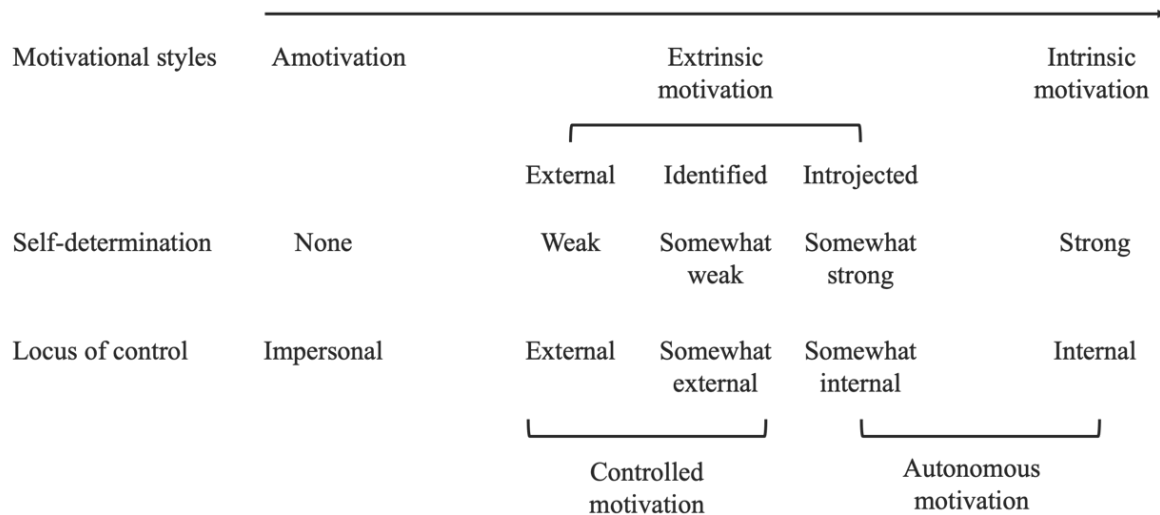 Motivational styles Amotivation Extrinsic motivation Intrinsic motivation
External Identified Introjected
Self-determination None Weak Somewhat weak Somewhat strong Strong
Locus of control Impersonal External Somewhat external Somewhat internal Internal
Controlled motivation Autonomous motivation